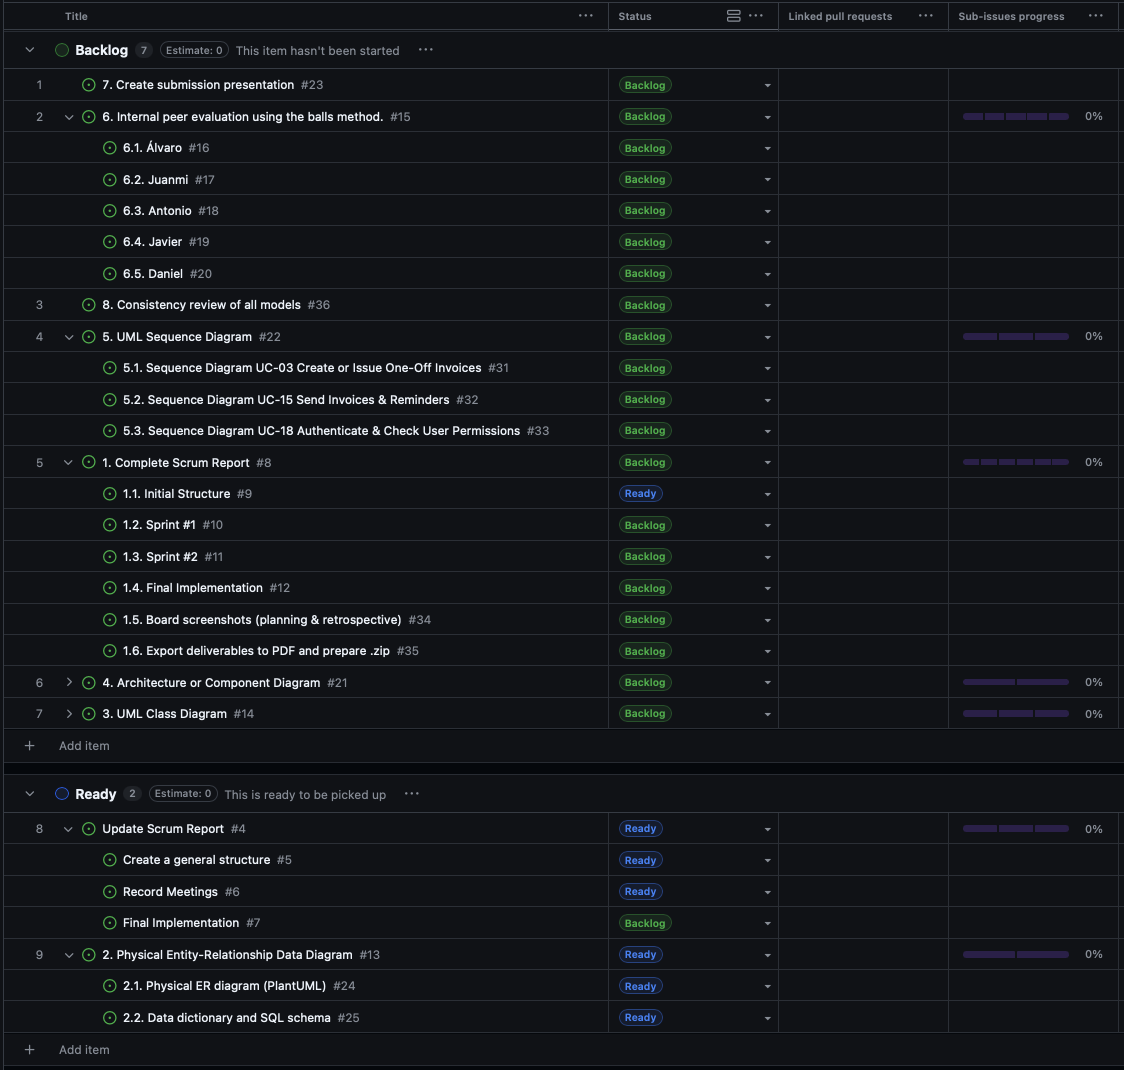 Title ... Status ... Linked pull requests ... Sub-issues progress ...
Backlog 7 Estimate: 0 This item hasn't been started ...
1 7. Create submission presentation #23 Backlog
2 6. Internal peer evaluation using the balls method. #15 Backlog 0%
6.1. Álvaro #16 Backlog
6.2. Juanmi #17 Backlog
6.3. Antonio #18 Backlog
6.4. Javier #19 Backlog
6.5. Daniel #20 Backlog
3 8. Consistency review of all models #36 Backlog
4 5. UML Sequence Diagram #22 Backlog 0%
5.1. Sequence Diagram UC-03 Create or Issue One-Off Invoices #31 Backlog
5.2. Sequence Diagram UC-15 Send Invoices & Reminders #32 Backlog
5.3. Sequence Diagram UC-18 Authenticate & Check User Permissions #33 Backlog
5 1. Complete Scrum Report #8 Backlog 0%
1.1. Initial Structure #9 Ready
1.2. Sprint #1 #10 Backlog
1.3. Sprint #2 #11 Backlog
1.4. Final Implementation #12 Backlog
1.5. Board screenshots (planning & retrospective) #34 Backlog
1.6. Export deliverables to PDF and prepare .zip #35 Backlog
6 4. Architecture or Component Diagram #21 Backlog 0%
7 3. UML Class Diagram #14 Backlog 0%
+ Add item
Ready 2 Estimate: 0 This is ready to be picked up ...
8 Update Scrum Report #4 Ready 0%
Create a general structure #5 Ready
Record Meetings #6 Ready
Final Implementation #7 Backlog
9 2. Physical Entity-Relationship Data Diagram #13 Ready 0%
2.1. Physical ER diagram (PlantUML) #24 Ready
2.2. Data dictionary and SQL schema #25 Ready
+ Add item